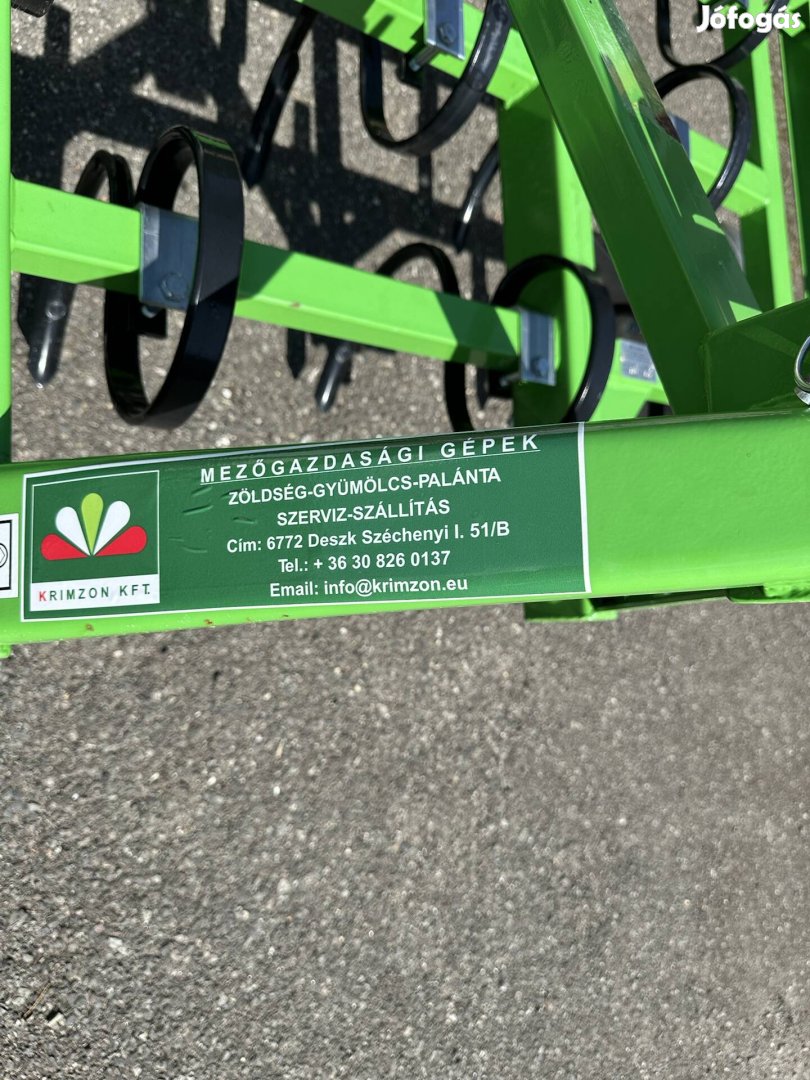 Jófogás
MEZŐGAZDASÁGI GÉPEK
ZÖLDSÉG-GYÜMÖLCS-PALÁNTA
SZERVIZ-SZÁLLÍTÁS
Cím: 6772 Deszk Széchenyi I. 51/B
Tel.: + 36 30 826 0137
Email: info@krimzon.eu
KRIMZON KFT.